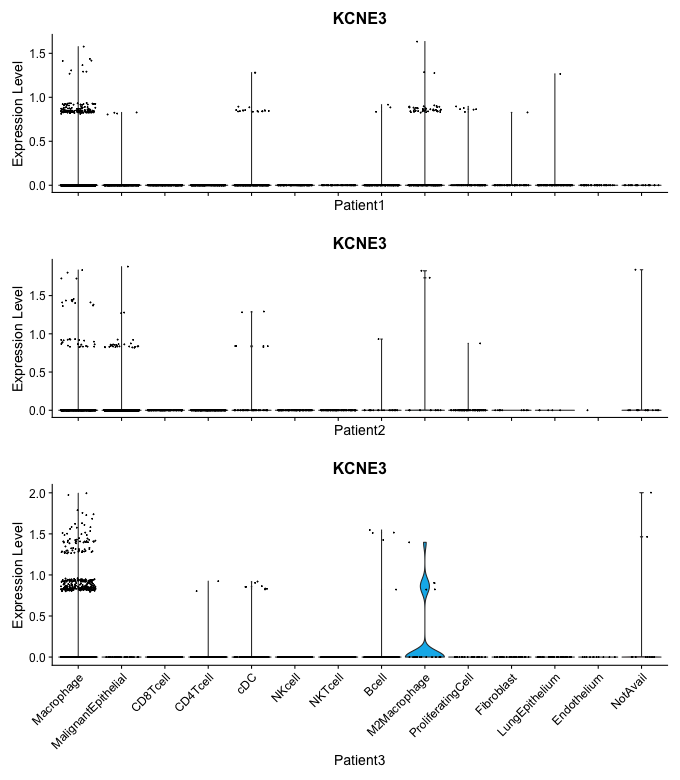 KCNE3
Expression Level
1.5
1.0
0.5
0.0
Patient1
KCNE3
Expression Level
1.5
1.0
0.5
0.0
Patient2
KCNE3
Expression Level
2.0
1.5
1.0
0.5
0.0
Macrophage
MalignantEpithelial
CD8Tcell
CD4Tcell
cDC
NKcell
NKTcell
Bcell
M2Macrophage
ProliferatingCell
Fibroblast
LungEpithelium
Endothelium
NotAvail
Patient3